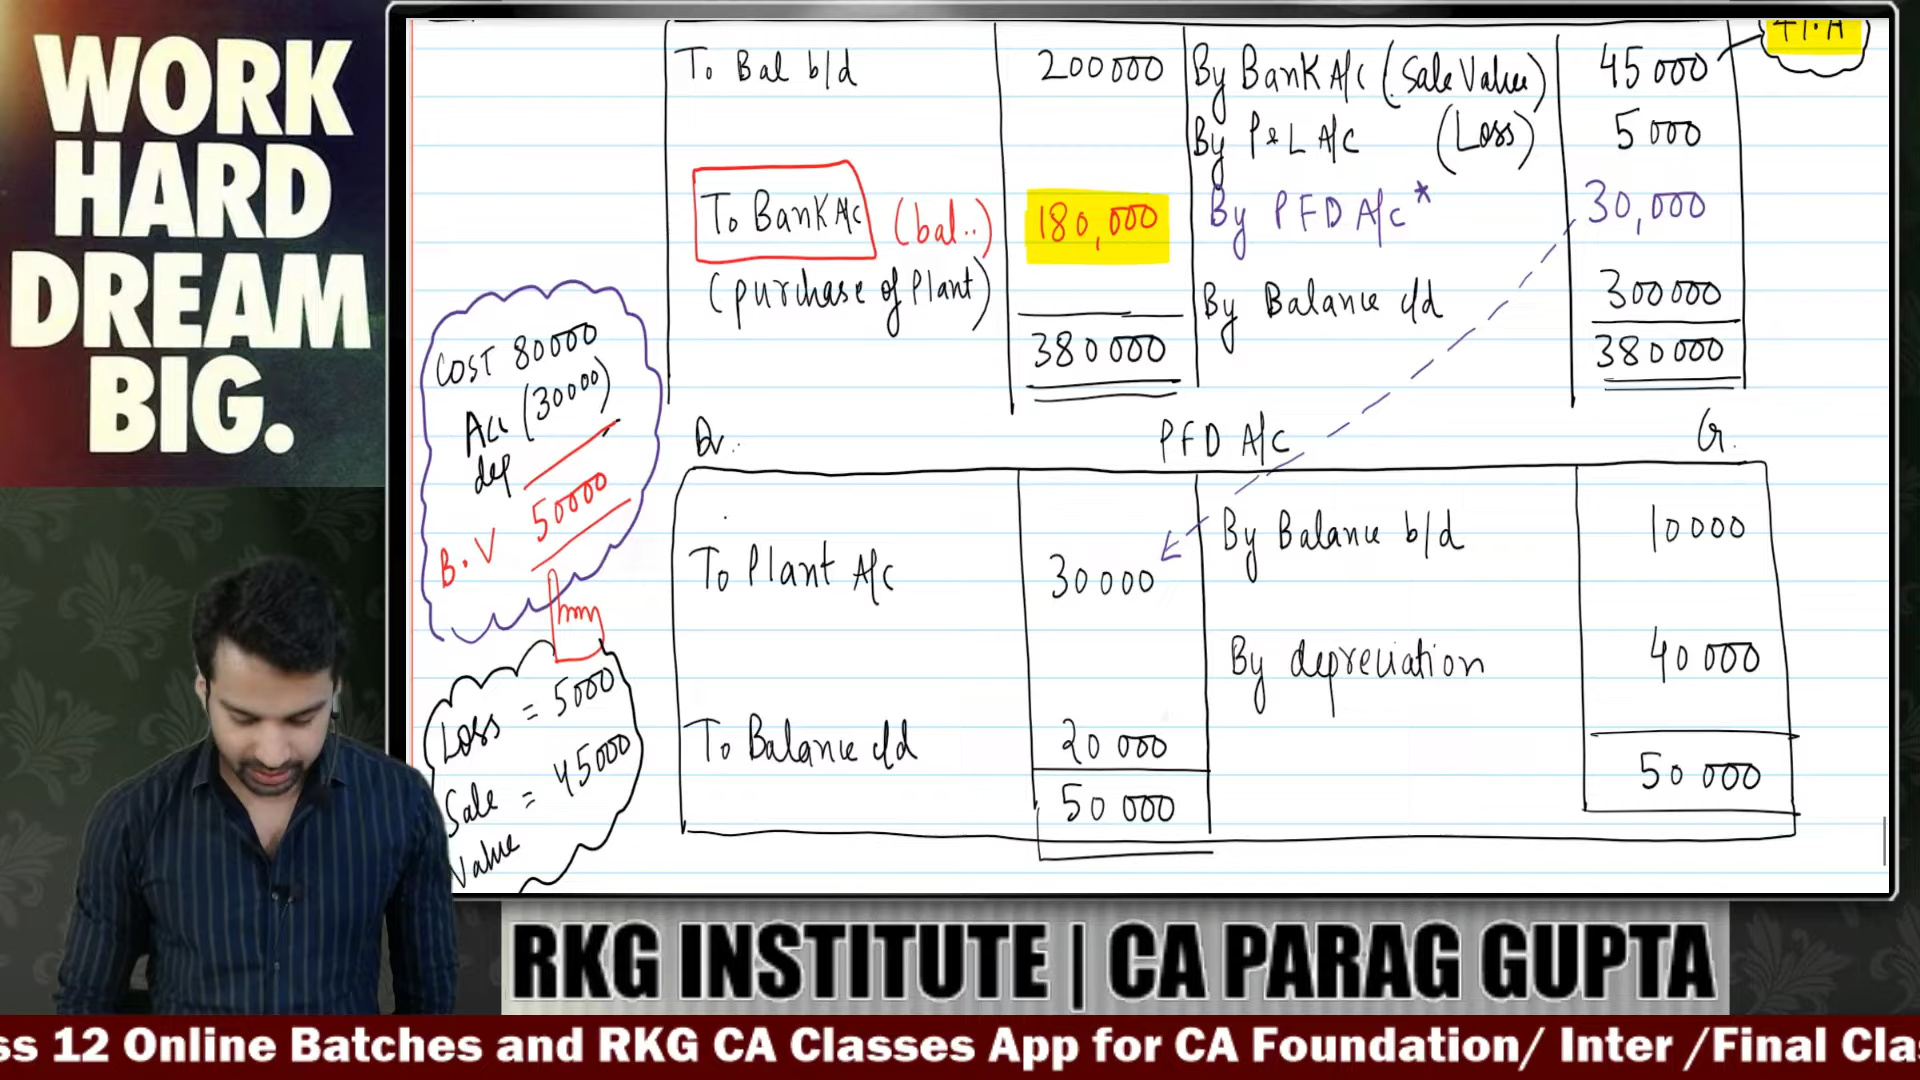 WORK
HARD
DREAM
BIG.
To Bal b/d 200000 By Bank A/c (Sale Value) 45000
By P&L A/c (Loss) 5000
To Bank A/c (bal..) 180,000 By PFD A/c* 30,000
(purchase of Plant) By Balance c/d 300000
380000 380000
COST 80000
Acc (30000)
dep
B.V 50000
Loss = 5000
Sale = 45000
Value
Dr. PFD A/c Cr.
To Plant A/c 30000 By Balance b/d 10000
By depreciation 40000
To Balance c/d 20000
50000 50000
RKG INSTITUTE | CA PARAG GUPTA
ss 12 Online Batches and RKG CA Classes App for CA Foundation/ Inter /Final Cla